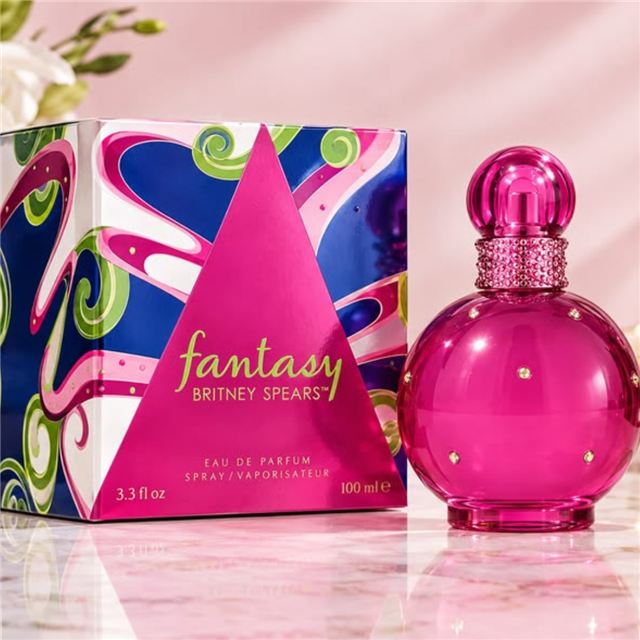 fantasy
BRITNEY SPEARS™
EAU DE PARFUM
SPRAY / VAPORISATEUR
3.3 fl oz
100 ml ℮